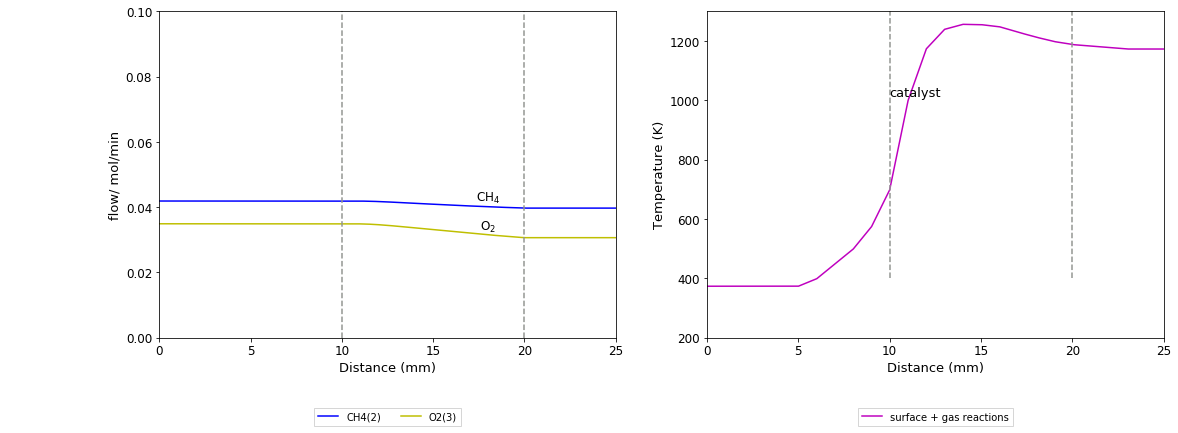 0.10
0.08
0.06
0.04
0.02
0.00
flow/ mol/min
CH4
O2
0 5 10 15 20 25
Distance (mm)
CH4(2) O2(3)
1200
1000
800
600
400
200
Temperature (K)
catalyst
0 5 10 15 20 25
Distance (mm)
surface + gas reactions